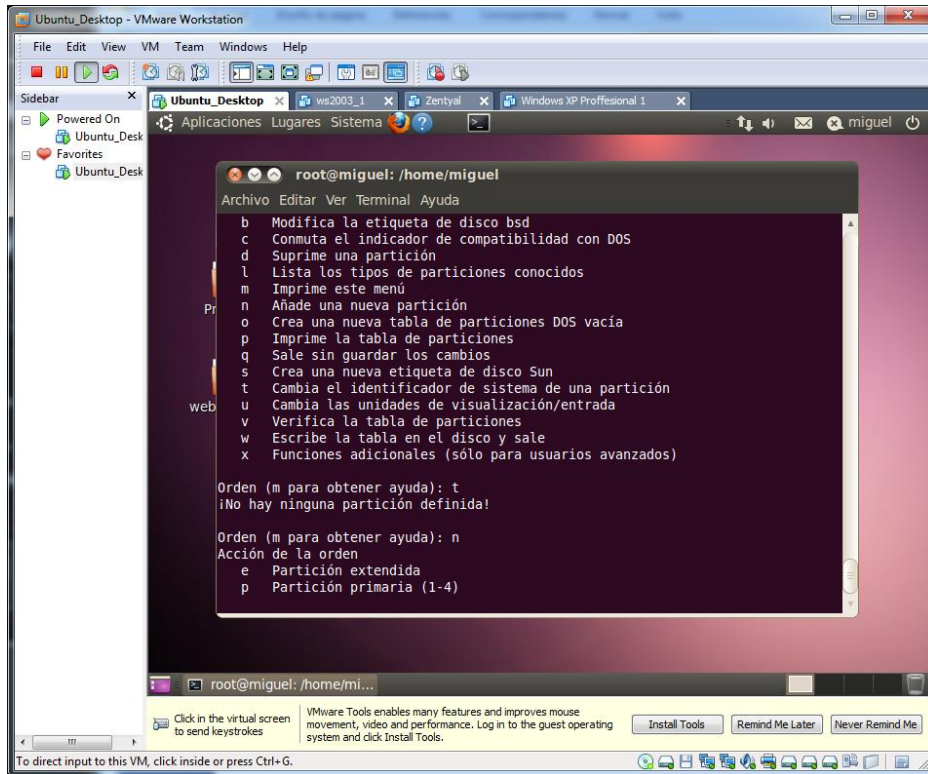 Ubuntu_Desktop - VMware Workstation
File Edit View VM Team Windows Help
Sidebar ×
Ubuntu_Desktop × ws2003_1 × Zentyal × Windows XP Proffesional 1 ×
Powered On
Ubuntu_Desk
Favorites
Ubuntu_Desk
Aplicaciones Lugares Sistema miguel
root@miguel: /home/miguel
Archivo Editar Ver Terminal Ayuda
b Modifica la etiqueta de disco bsd
c Conmuta el indicador de compatibilidad con DOS
d Suprime una partición
l Lista los tipos de particiones conocidos
m Imprime este menú
n Añade una nueva partición
o Crea una nueva tabla de particiones DOS vacía
p Imprime la tabla de particiones
q Sale sin guardar los cambios
s Crea una nueva etiqueta de disco Sun
t Cambia el identificador de sistema de una partición
u Cambia las unidades de visualización/entrada
v Verifica la tabla de particiones
w Escribe la tabla en el disco y sale
x Funciones adicionales (sólo para usuarios avanzados)
Orden (m para obtener ayuda): t
¡No hay ninguna partición definida!
Orden (m para obtener ayuda): n
Acción de la orden
e Partición extendida
p Partición primaria (1-4)
Pr
web
root@miguel: /home/mi...
Click in the virtual screen
to send keystrokes
VMware Tools enables many features and improves mouse
movement, video and performance. Log in to the guest operating
system and click Install Tools.
Install Tools Remind Me Later Never Remind Me
To direct input to this VM, click inside or press Ctrl+G.